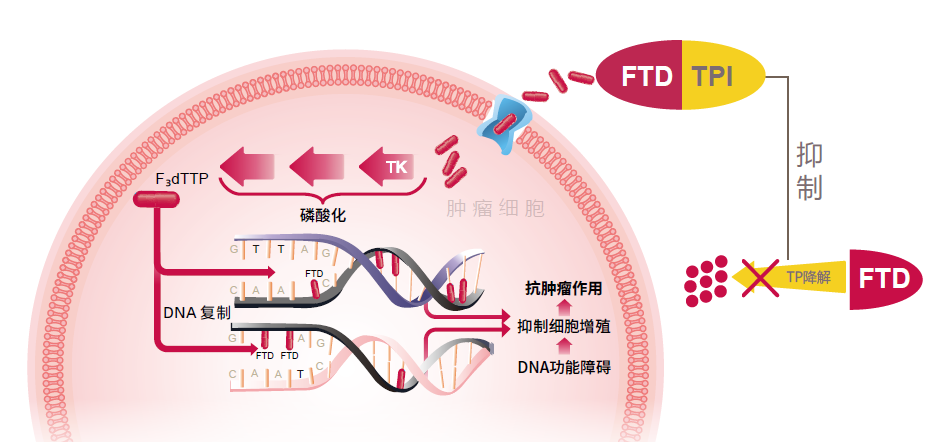 FTD TPI
抑制
TP降解
FTD
肿瘤细胞
TK
磷酸化
F₃dTTP
G T T A G
FTD
C A A C
DNA 复制
G A G
FTD FTD
C A A T C
抗肿瘤作用
抑制细胞增殖
DNA功能障碍